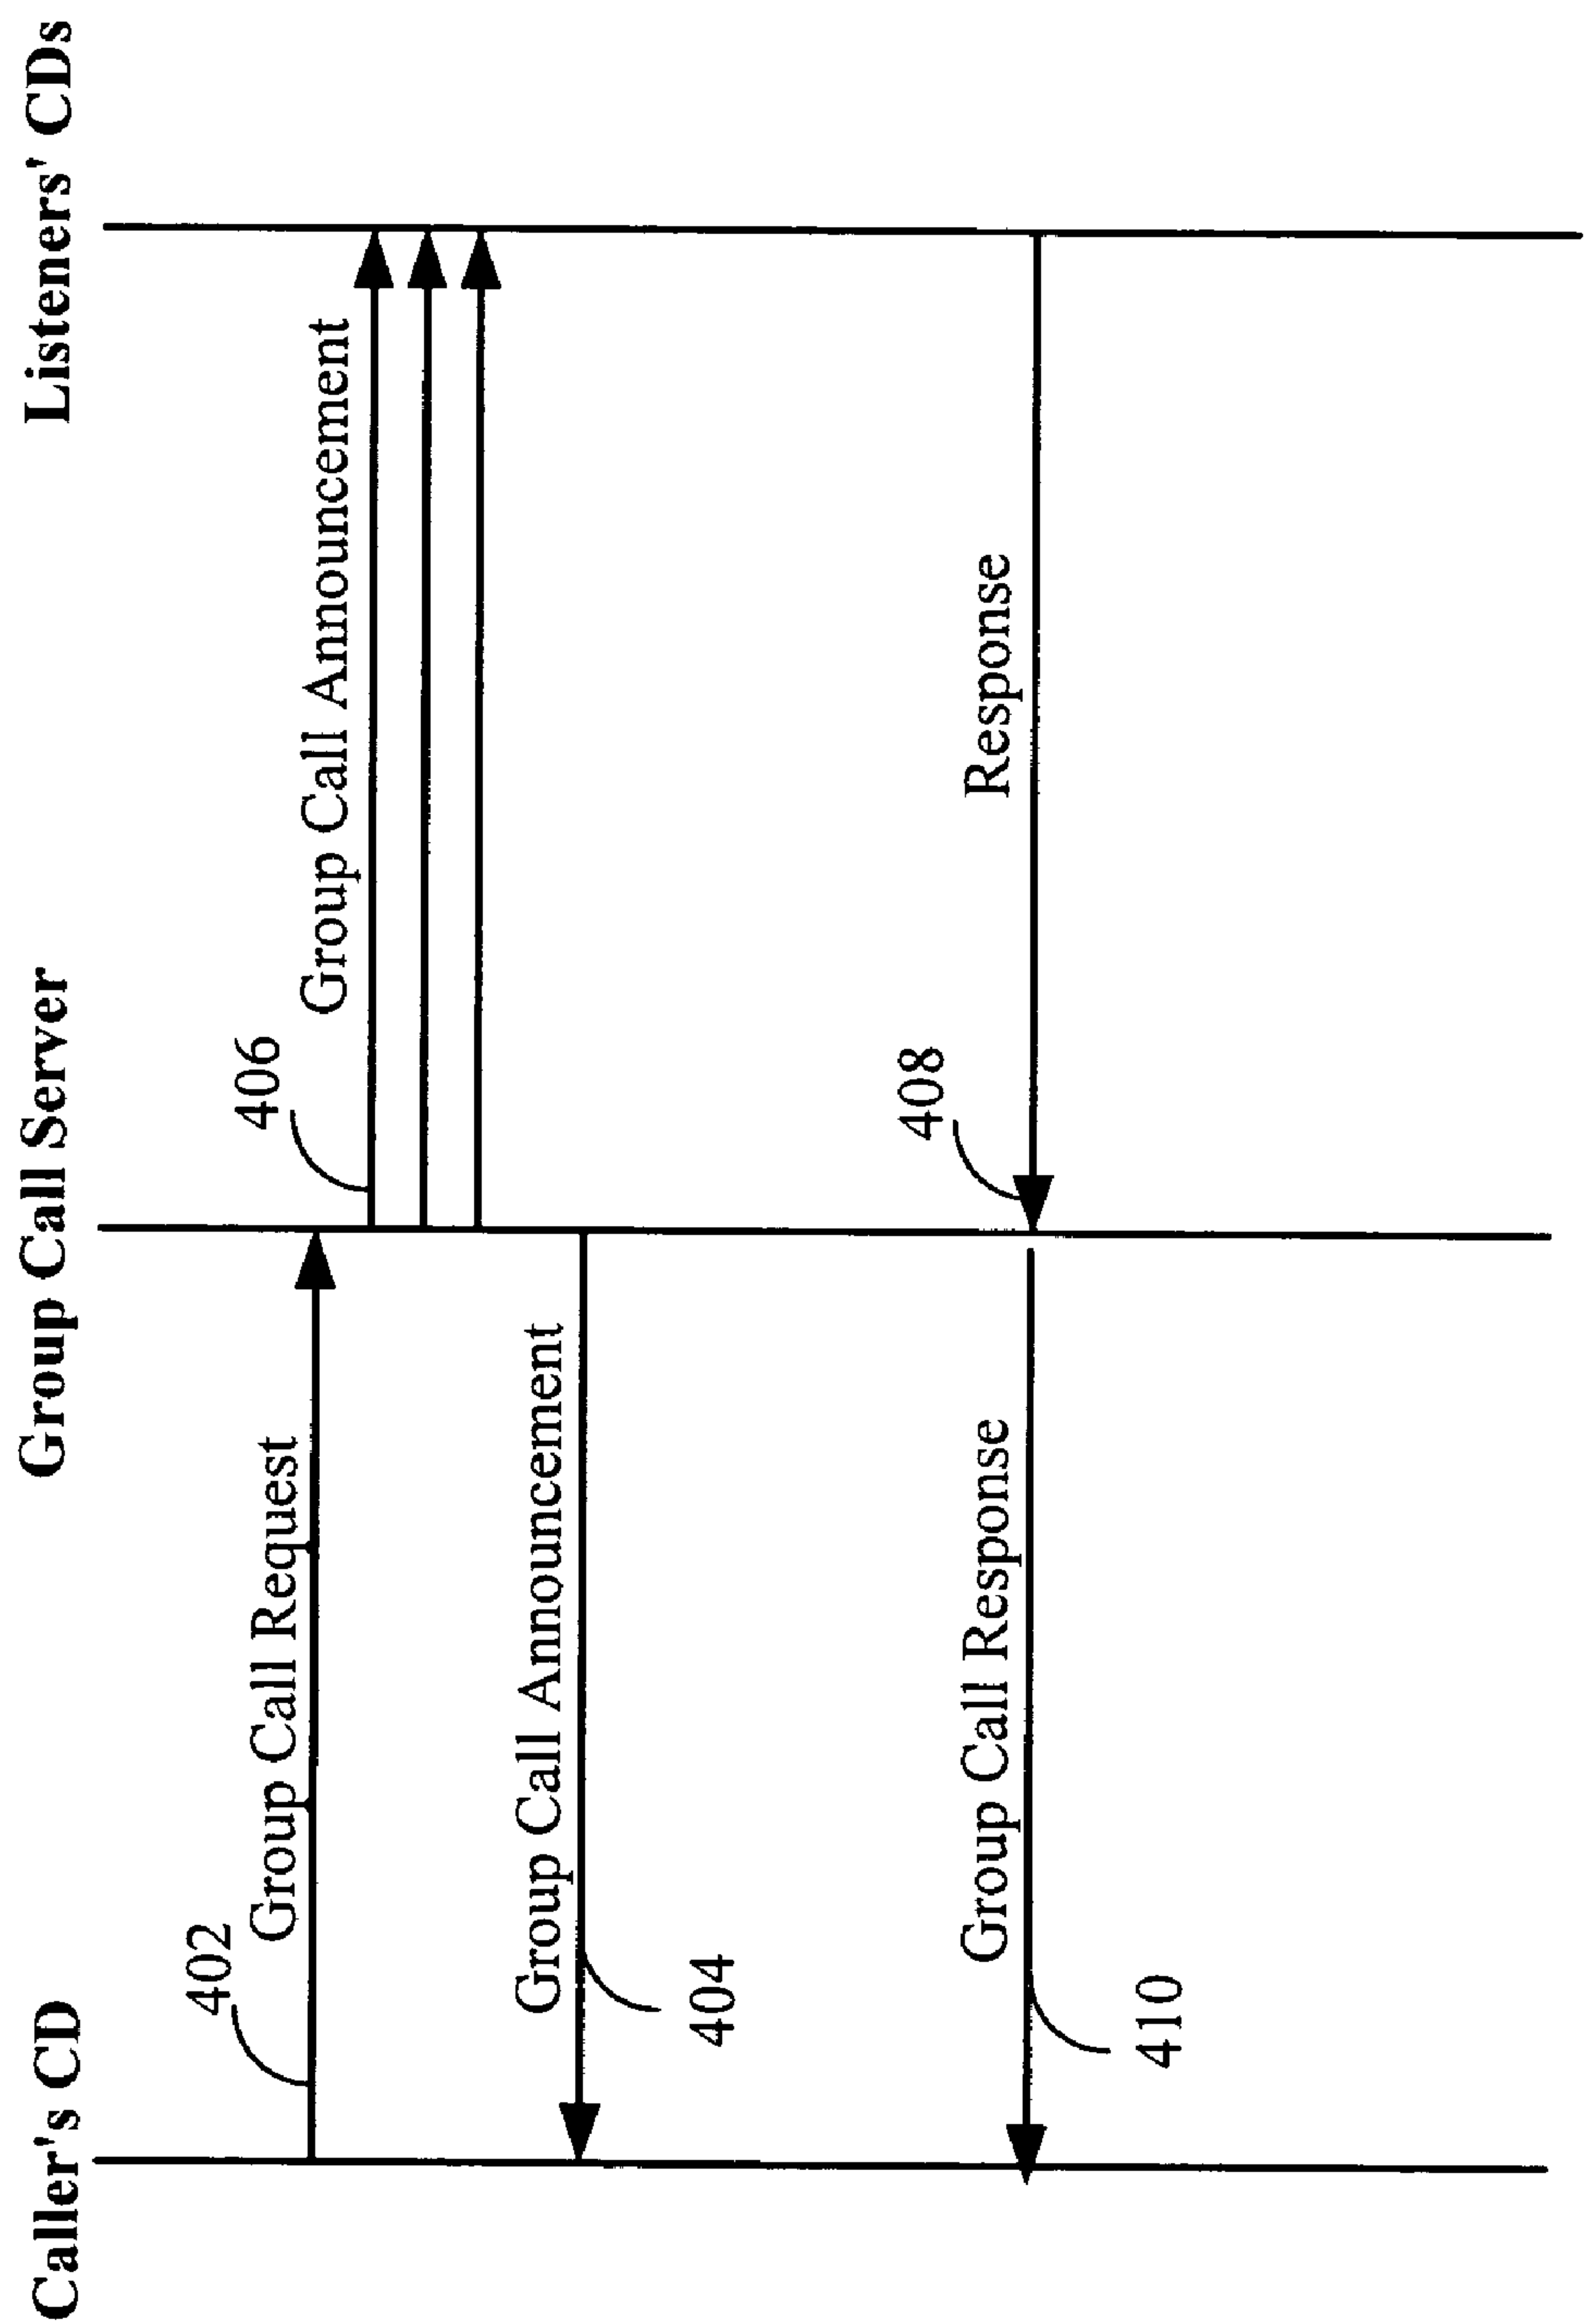 Caller's CD
Group Call Server
Listeners' CDs
402
Group Call Request
406
Group Call Announcement
Group Call Announcement
404
408
Response
Group Call Response
410